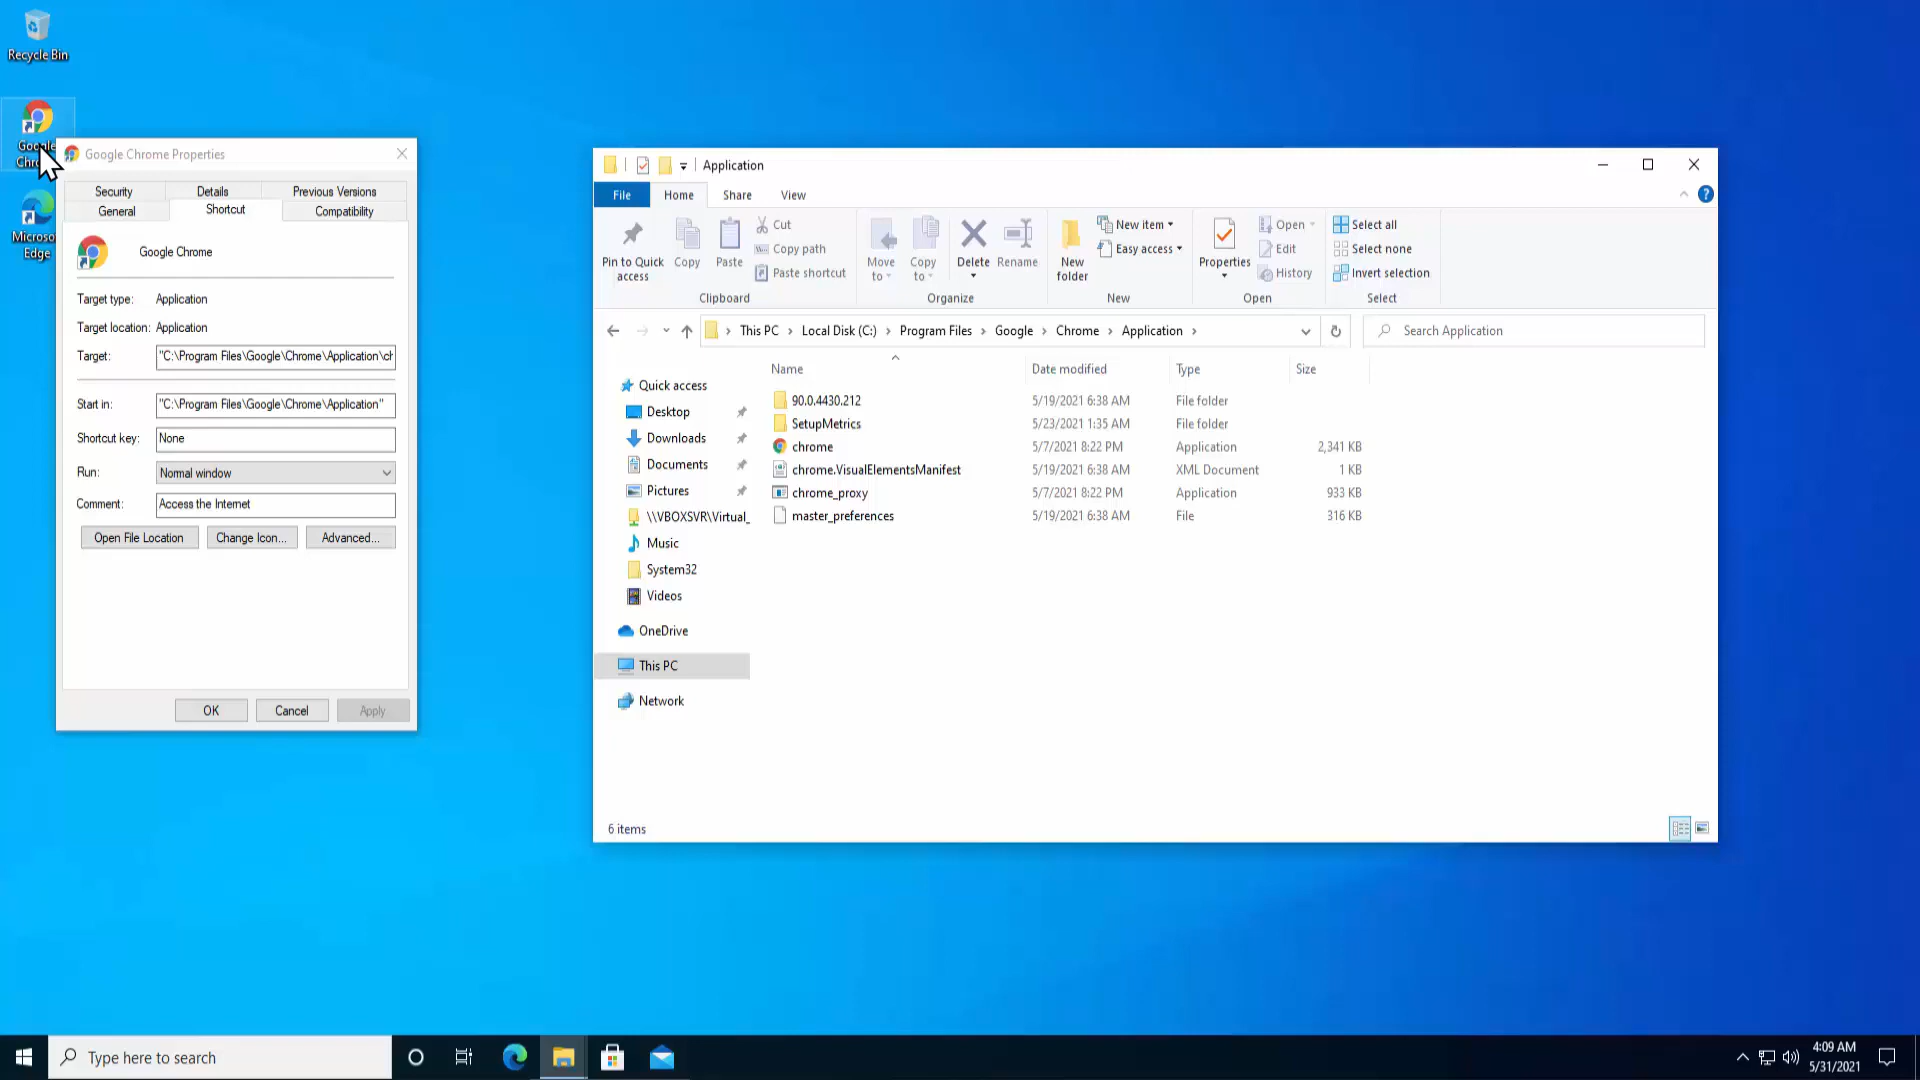 Recycle Bin
Google
Microso
Edge
Google Chrome Properties
Security Details Previous Versions
General Shortcut Compatibility
Google Chrome
Target type: Application
Target location: Application
Target: "C:\Program Files\Google\Chrome\Application\ch
Start in: "C:\Program Files\Google\Chrome\Application"
Shortcut key: None
Run: Normal window
Comment: Access the Internet
Open File Location Change Icon... Advanced...
OK Cancel Apply
Application
File Home Share View
Pin to Quick access
Copy
Paste
Cut
Copy path
Paste shortcut
Clipboard
Move to
Copy to
Delete
Rename
Organize
New folder
New item
Easy access
New
Properties
Open
Edit
History
Open
Select all
Select none
Invert selection
Select
This PC > Local Disk (C:) > Program Files > Google > Chrome > Application >
Search Application
Quick access
Desktop
Downloads
Documents
Pictures
\\VBOXSVR\Virtual_
Music
System32
Videos
OneDrive
This PC
Network
Name Date modified Type Size
90.0.4430.212 5/19/2021 6:38 AM File folder
SetupMetrics 5/23/2021 1:35 AM File folder
chrome 5/7/2021 8:22 PM Application 2,341 KB
chrome.VisualElementsManifest 5/19/2021 6:38 AM XML Document 1 KB
chrome_proxy 5/7/2021 8:22 PM Application 933 KB
master_preferences 5/19/2021 6:38 AM File 316 KB
6 items
Type here to search
4:09 AM
5/31/2021